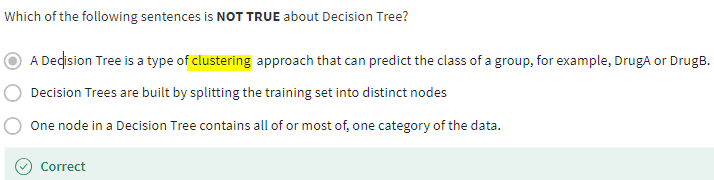 Which of the following sentences is NOT TRUE about Decision Tree?
A Decision Tree is a type of clustering approach that can predict the class of a group, for example, DrugA or DrugB.
Decision Trees are built by splitting the training set into distinct nodes
One node in a Decision Tree contains all of or most of, one category of the data.
Correct